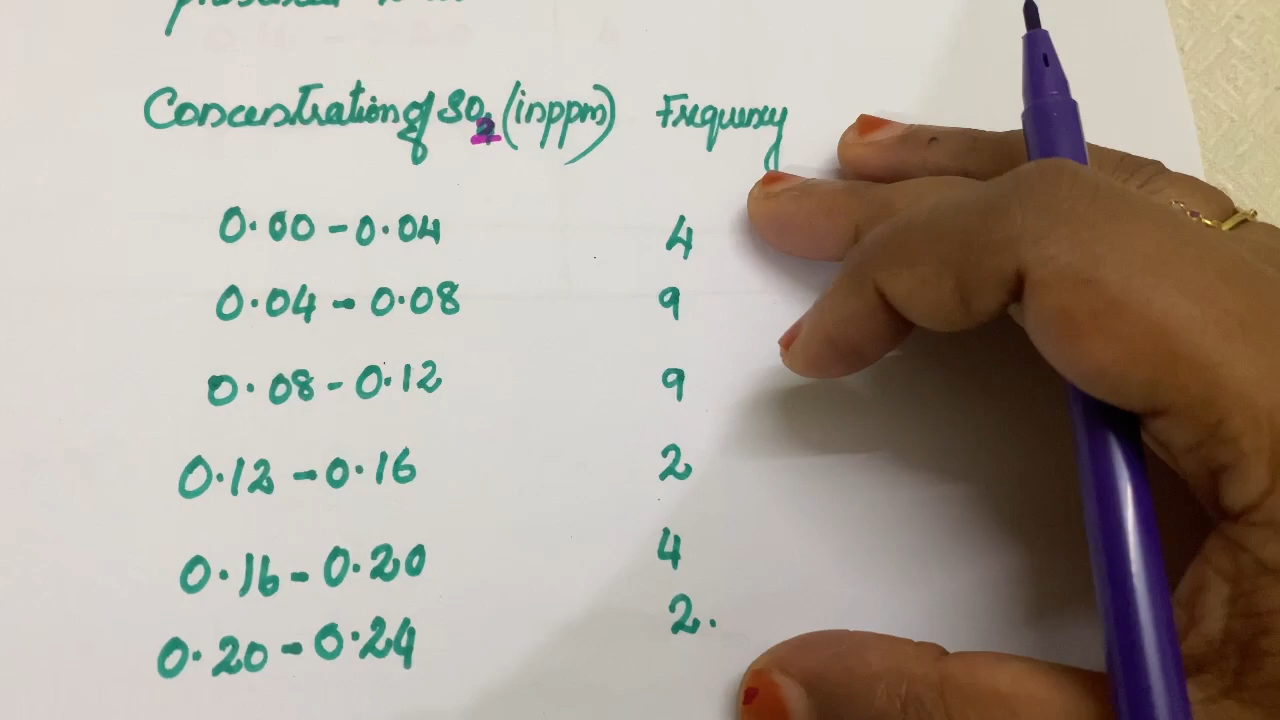 Concentration of SO2 (in ppm) Frequency
0.00 - 0.04 4
0.04 - 0.08 9
0.08 - 0.12 9
0.12 - 0.16 2
0.16 - 0.20 4
0.20 - 0.24 2.